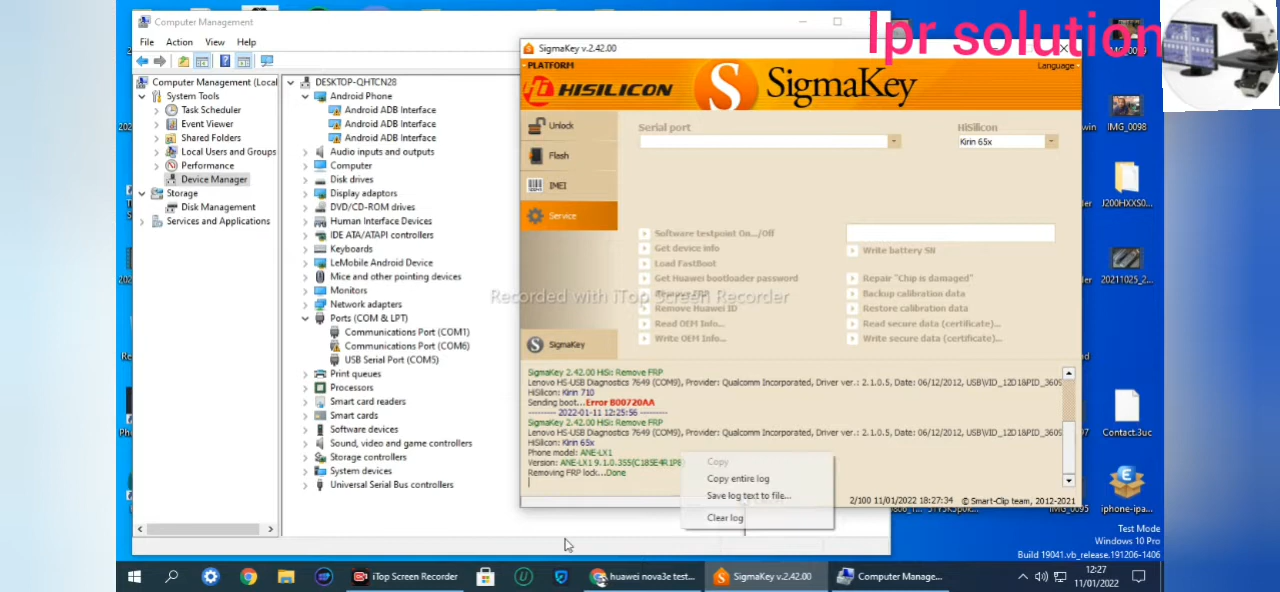 lpr solution
Computer Management
File Action View Help
Computer Management (Local
System Tools
Task Scheduler
Event Viewer
Shared Folders
Local Users and Groups
Performance
Device Manager
Storage
Disk Management
Services and Applications
DESKTOP-QHTCN28
Android Phone
Android ADB Interface
Android ADB Interface
Android ADB Interface
Audio inputs and outputs
Computer
Disk drives
Display adaptors
DVD/CD-ROM drives
Human Interface Devices
IDE ATA/ATAPI controllers
Keyboards
LeMobile Android Device
Mice and other pointing devices
Monitors
Network adapters
Ports (COM & LPT)
Communications Port (COM1)
Communications Port (COM6)
USB Serial Port (COM5)
Print queues
Processors
Smart card readers
Smart cards
Software devices
Sound, video and game controllers
Storage controllers
System devices
Universal Serial Bus controllers
SigmaKey v.2.42.00
PLATFORM
Language
HISILICON
S SigmaKey
Unlock
Flash
IMEI
Service
SigmaKey
Serial port
HiSilicon
Kirin 65x
Software testpoint On.../Off
Get device info
Load FastBoot
Get Huawei bootloader password
Remove Huawei ID
Read OEM Info...
Write OEM Info...
Write battery SN
Repair "Chip is damaged"
Backup calibration data
Restore calibration data
Read secure data (certificate)...
Write secure data (certificate)...
Recorded with iTop Screen Recorder
SigmaKey 2.42.00 HiSi: Remove FRP
Lenovo HS-USB Diagnostics 7649 (COM9), Provider: Qualcomm Incorporated, Driver ver.: 2.1.0.5, Date: 06/12/2012, USB\VID_12D1&PID_3609
HiSilicon: Kirin 710
Sending boot...Error B00720AA
--------- 2022-01-11 12:25:56 ---------
SigmaKey 2.42.00 HiSi: Remove FRP
Lenovo HS-USB Diagnostics 7649 (COM9), Provider: Qualcomm Incorporated, Driver ver.: 2.1.0.5, Date: 06/12/2012, USB\VID_12D1&PID_3609
HiSilicon: Kirin 65x
Phone model: ANE-LX1
Version: ANE-LX1 9.1.0.355(C185E4R1P8
Removing FRP lock...Done
Copy
Copy entire log
Save log text to file...
Clear log
2/100 11/01/2022 18:27:34 © Smart-Clip team, 2012-2021
IMG_0098
J200HXXS0...
20211025_2...
Contact.3uc
iphone-ipa...
Test Mode
Windows 10 Pro
Build 19041.vb_release.191206-1406
iTop Screen Recorder
huawei nova3e test...
SigmaKey v.2.42.00
Computer Manage...
12:27
11/01/2022